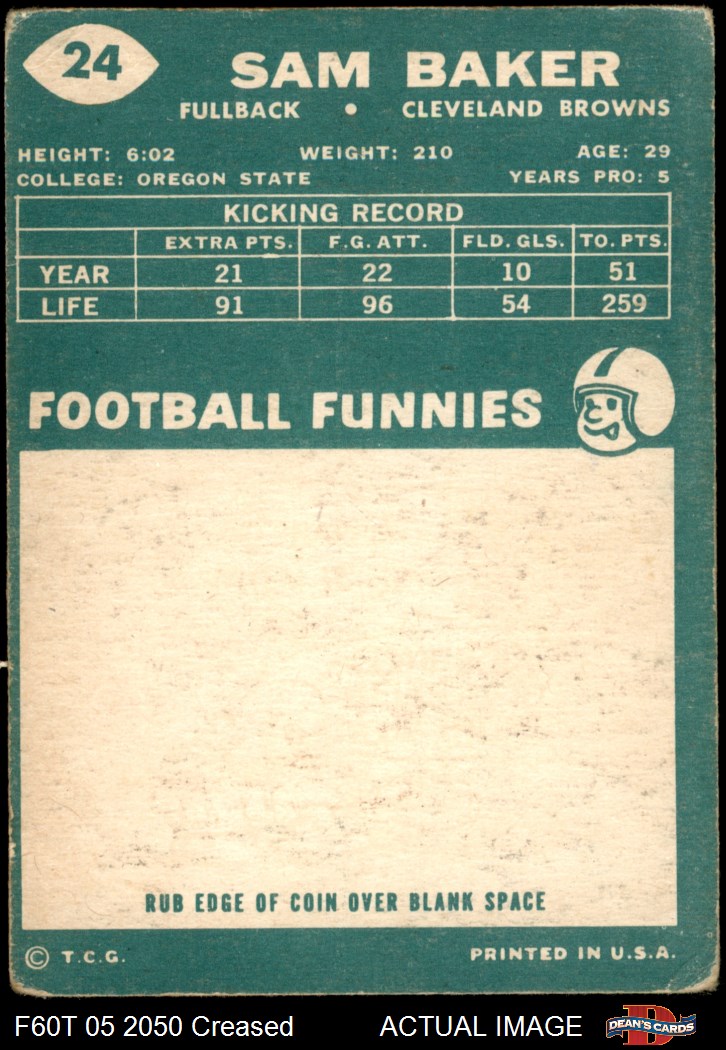 24
SAM BAKER
FULLBACK • CLEVELAND BROWNS
HEIGHT: 6:02 WEIGHT: 210 AGE: 29
COLLEGE: OREGON STATE YEARS PRO: 5
KICKING RECORD
EXTRA PTS. F.G. ATT. FLD. GLS. TO. PTS.
YEAR 21 22 10 51
LIFE 91 96 54 259
FOOTBALL FUNNIES
RUB EDGE OF COIN OVER BLANK SPACE
© T.C.G. PRINTED IN U.S.A.
F60T 05 2050 Creased ACTUAL IMAGE DEAN'S CARDS